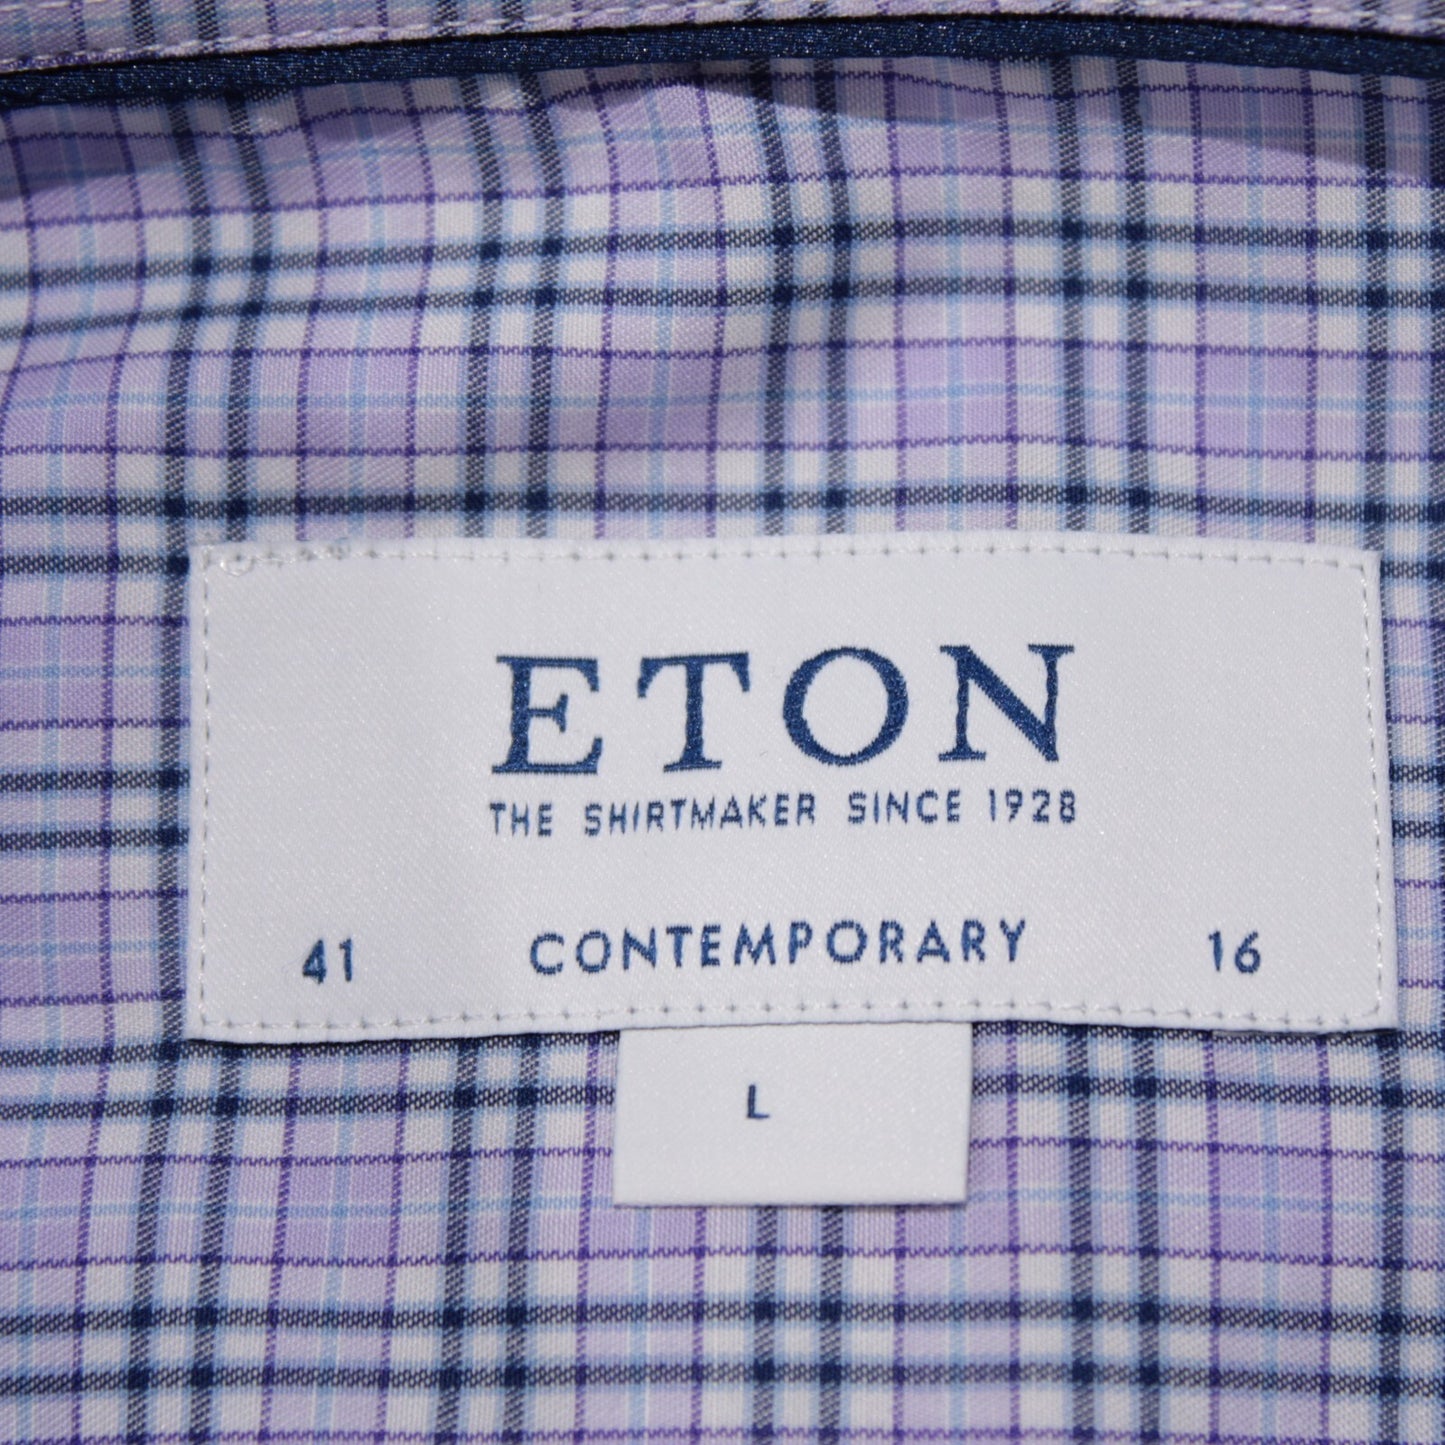 ETON
THE SHIRTMAKER SINCE 1928
41 CONTEMPORARY 16
L